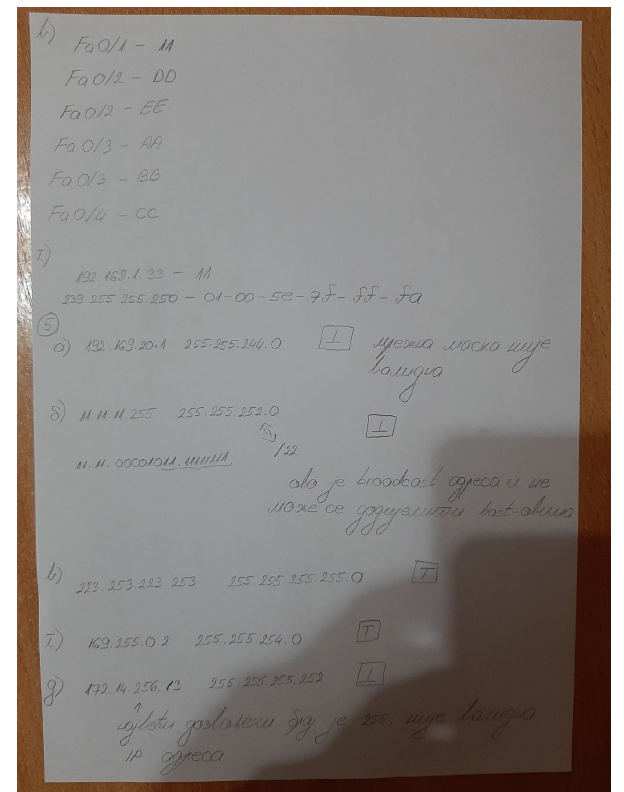 в)
Fa0/1 - 11
Fa0/2 - DD
Fa0/2 - EE
Fa0/3 - AA
Fa0/3 - BB
Fa0/4 - CC
г)
192.168.1.33 - 11
239.255.255.250 - 01-00-5e-7f-ff-fa
5
а) 192.169.20.1 255.255.244.0 ⊥ мрежна маска није
валидна
б) 11.11.11.255 255.255.252.0 ⊥
/22
11.11.00001011.11111111
ово је broadcast адреса и не
може се додијелити host-овима
в) 223.253.223.253 255.255.255.255.0 T
г) 169.255.0.2 255.255.254.0 T
д) 172.14.256.13 255.255.255.252 ⊥
највећи дозвољени број је 255. није валидна
IP адреса